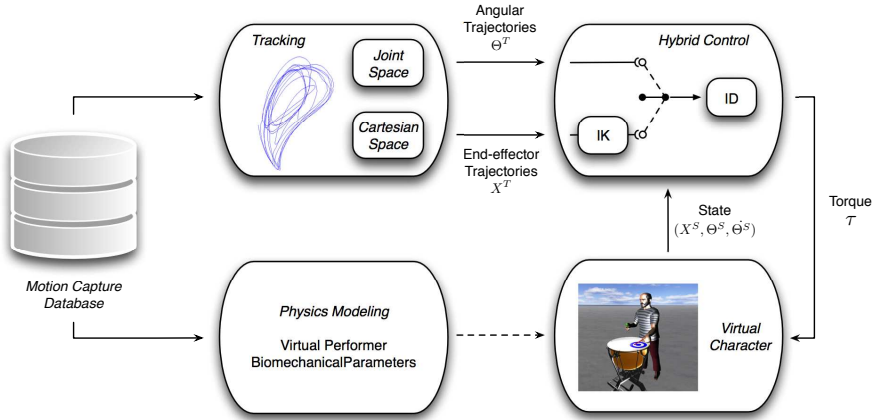 Tracking
Joint
Space
Cartesian
Space
Angular
Trajectories
Θ^T
End-effector
Trajectories
X^T
Hybrid Control
IK
ID
Motion Capture
Database
Physics Modeling
Virtual Performer
BiomechanicalParameters
State
(X^S, Θ^S, Θ̇^S)
Virtual
Character
Torque
τ